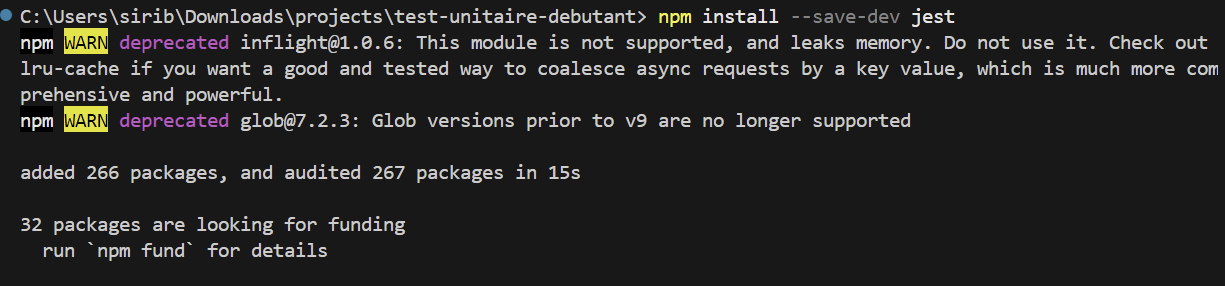 C:\Users\sirib\Downloads\projects\test-unitaire-debutant> npm install --save-dev jest
npm WARN deprecated inflight@1.0.6: This module is not supported, and leaks memory. Do not use it. Check out
lru-cache if you want a good and tested way to coalesce async requests by a key value, which is much more com
prehensive and powerful.
npm WARN deprecated glob@7.2.3: Glob versions prior to v9 are no longer supported
added 266 packages, and audited 267 packages in 15s
32 packages are looking for funding
run `npm fund` for details